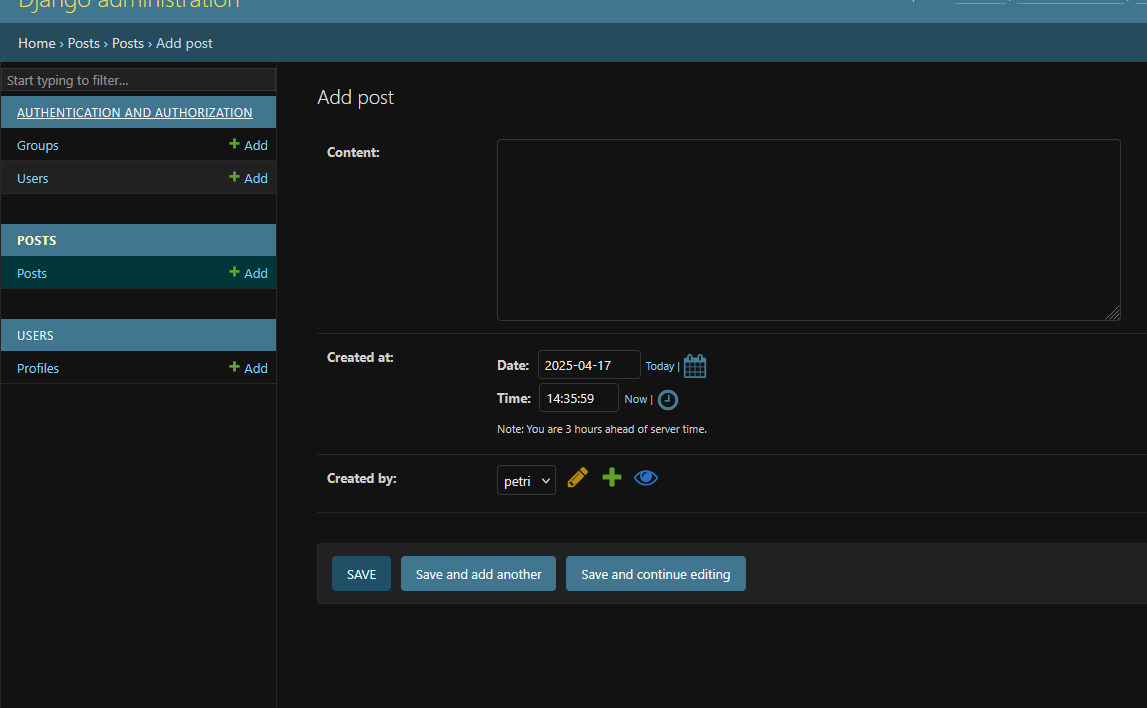 Django administration
Home › Posts › Posts › Add post
Start typing to filter...
AUTHENTICATION AND AUTHORIZATION
Groups + Add
Users + Add
POSTS
Posts + Add
USERS
Profiles + Add
Add post
Content:
Created at:
Date: 2025-04-17 Today |
Time: 14:35:59 Now |
Note: You are 3 hours ahead of server time.
Created by: petri
SAVE Save and add another Save and continue editing